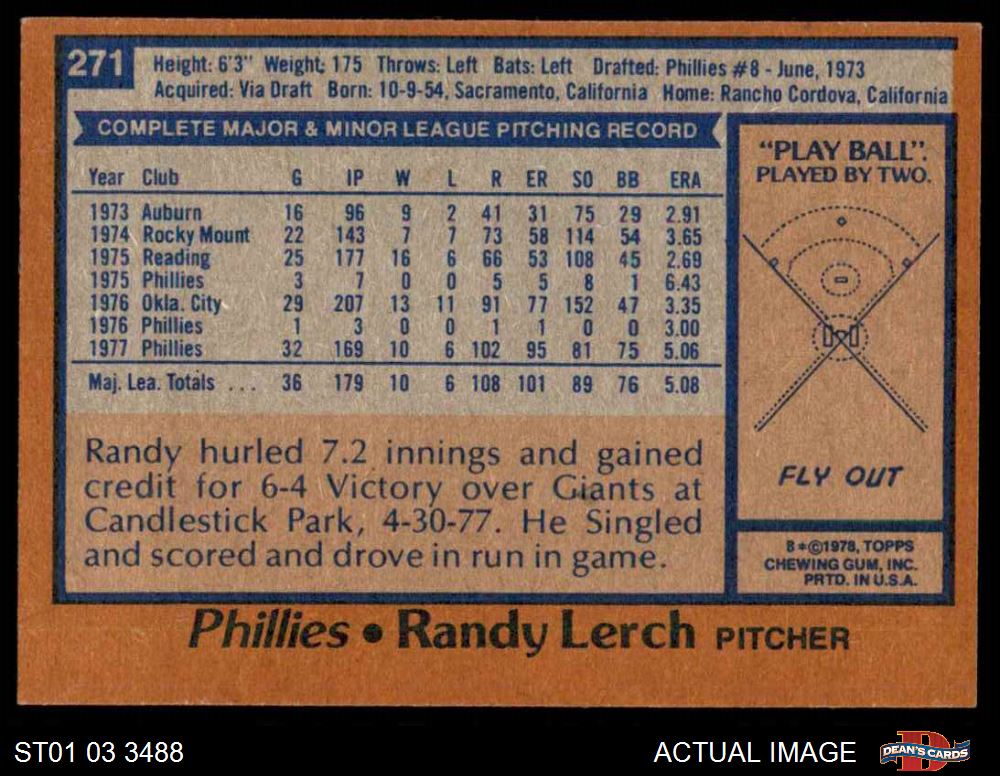 271
Height: 6'3" Weight: 175 Throws: Left Bats: Left Drafted: Phillies #8 - June, 1973
Acquired: Via Draft Born: 10-9-54, Sacramento, California Home: Rancho Cordova, California
COMPLETE MAJOR & MINOR LEAGUE PITCHING RECORD
Year Club G IP W L R ER SO BB ERA
1973 Auburn 16 96 9 2 41 31 75 29 2.91
1974 Rocky Mount 22 143 7 7 73 58 114 54 3.65
1975 Reading 25 177 16 6 66 53 108 45 2.69
1975 Phillies 3 7 0 0 5 5 8 1 6.43
1976 Okla. City 29 207 13 11 91 77 152 47 3.35
1976 Phillies 1 3 0 0 1 1 0 0 3.00
1977 Phillies 32 169 10 6 102 95 81 75 5.06
Maj. Lea. Totals ... 36 179 10 6 108 101 89 76 5.08
Randy hurled 7.2 innings and gained
credit for 6-4 Victory over Giants at
Candlestick Park, 4-30-77. He Singled
and scored and drove in run in game.
"PLAY BALL".
PLAYED BY TWO.
FLY OUT
B*©1978, TOPPS
CHEWING GUM, INC.
PRTD. IN U.S.A.
Phillies • Randy Lerch PITCHER
ST01 03 3488
ACTUAL IMAGE
D
DEAN'S CARDS